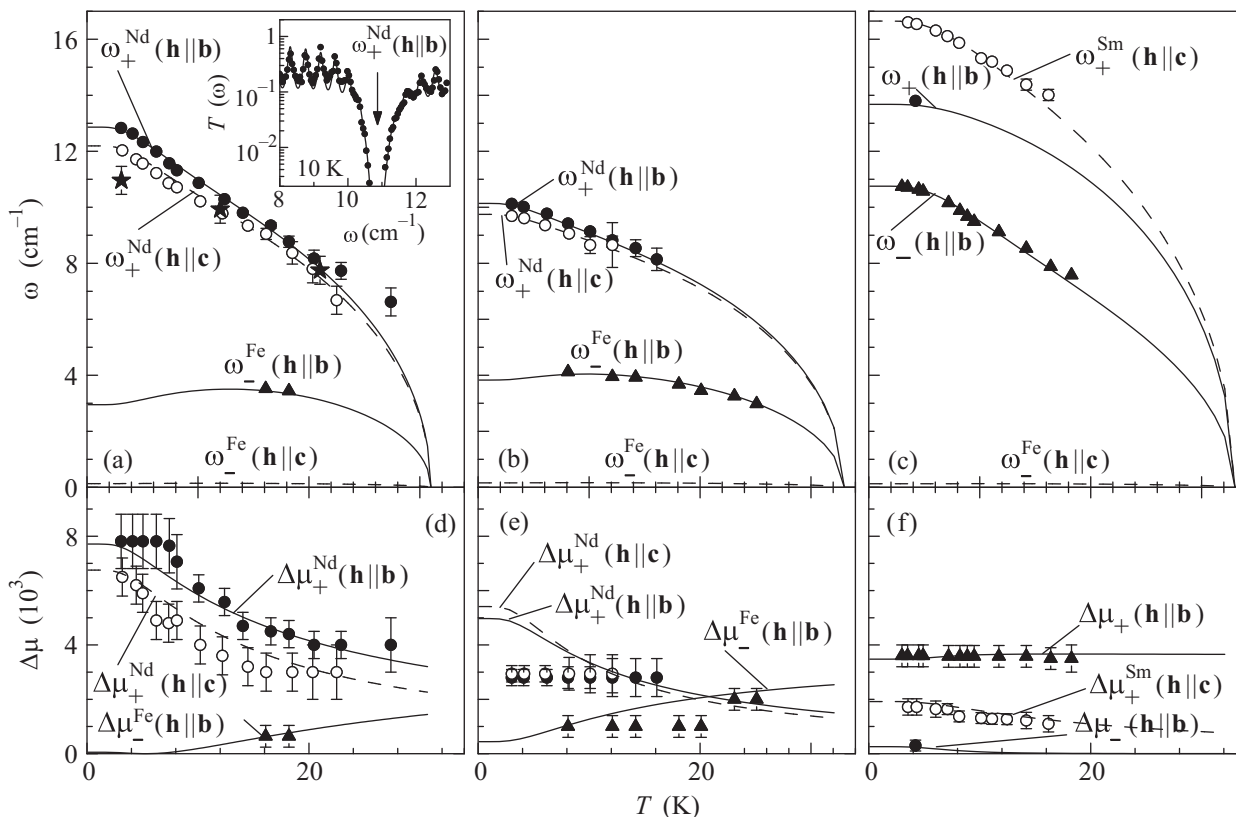 16
12
8
4
0
ω (cm⁻¹)
ω₊ᴺᵈ (h||b)
ω₊ᴺᵈ (h||c)
ω₋ᶠᵉ (h||b)
ω₋ᶠᵉ (h||c)
(a)
1
10⁻¹
10⁻²
T (ω)
ω₊ᴺᵈ (h||b)
10 K
8 10 12
ω (cm⁻¹)
ω₊ᴺᵈ (h||b)
ω₊ᴺᵈ (h||c)
ω₋ᶠᵉ (h||b)
ω₋ᶠᵉ (h||c)
(b)
ω₊ˢᵐ (h||c)
ω₊ (h||b)
ω₋ (h||b)
ω₋ᶠᵉ (h||c)
(c)
8
4
0
Δμ (10³)
(d)
Δμ₊ᴺᵈ (h||b)
Δμ₊ᴺᵈ (h||c)
Δμ₋ᶠᵉ (h||b)
0 20
(e)
Δμ₊ᴺᵈ (h||c)
Δμ₊ᴺᵈ (h||b)
Δμ₋ᶠᵉ (h||b)
0 20
(f)
Δμ₊ (h||b)
Δμ₊ˢᵐ (h||c)
Δμ₋ (h||b)
0 20
T (K)